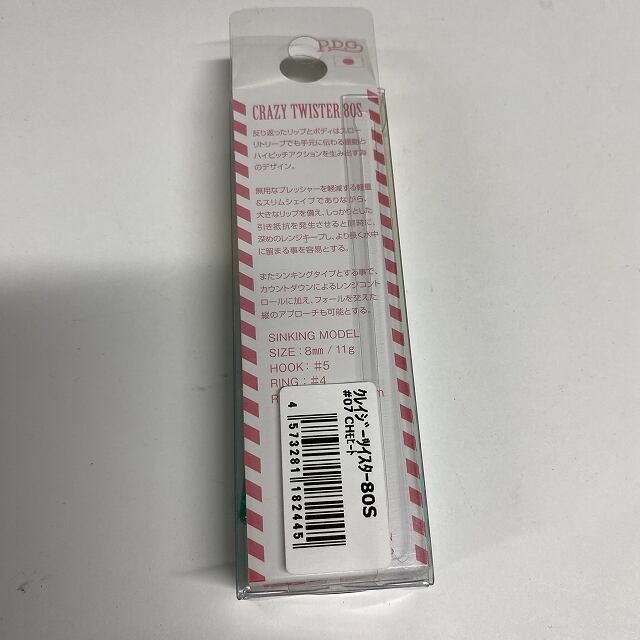 P.D.G
CRAZY TWISTER 80S
反り返ったリップとボディはスロー
リトリーブでも手元に伝わる振動と
ハイピッチアクションを生み出す為
のデザイン。
無用なプレッシャーを軽減する軽量
&スリムシェイプでありながら、
大きなリップを備え、しっかりとした
引き抵抗を発生させると同時に、
深めのレンジキープし、より長く水中
に留まる事を容易とする。
またシンキングタイプとする事で、
カウントダウンによるレンジコント
ロールに加え、フォールを交えた
縦のアプローチも可能とする。
SINKING MODEL
SIZE : 8mm / 11g
HOOK : #5
RING : #4
クレイジーツイスター80S
#07 CHヒート
4 573281 182445